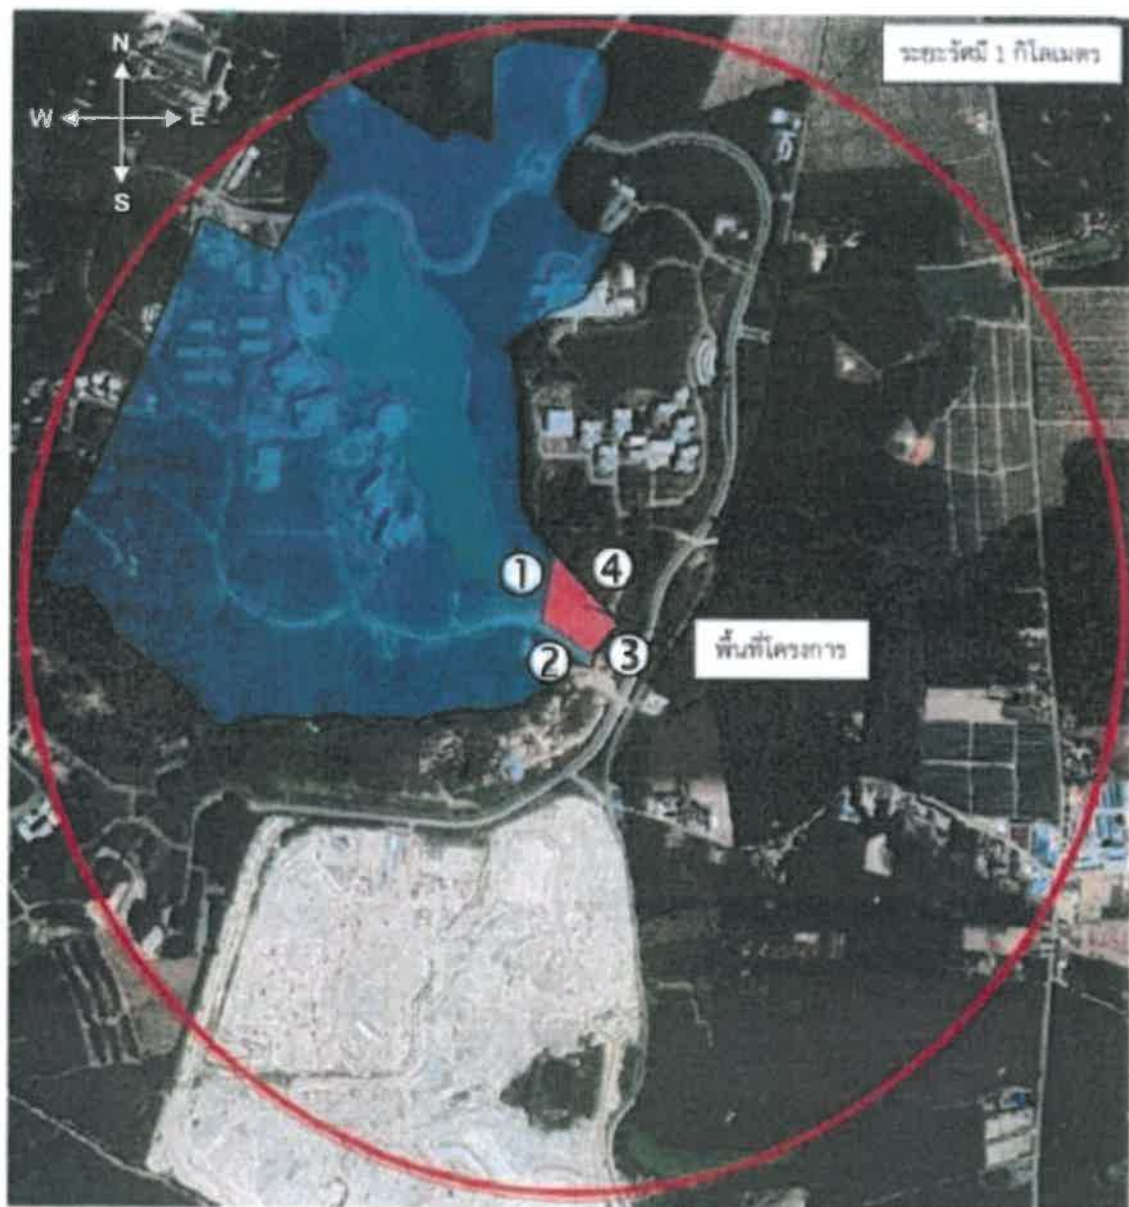 ระยะรัศมี 1 กิโลเมตร
N
W E
S
① ④
② ③
พื้นที่โครงการ